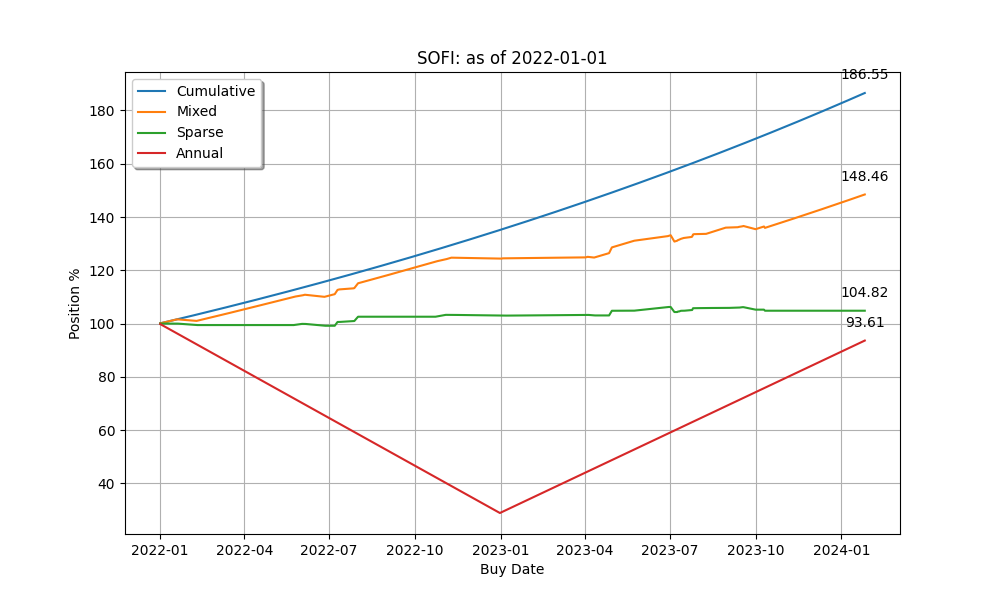 SOFI: as of 2022-01-01
186.55
Cumulative
Mixed
Sparse
Annual
180
160
148.46
140
120
104.82
100
93.61
80
60
40
Position %
2022-01 2022-04 2022-07 2022-10 2023-01 2023-04 2023-07 2023-10 2024-01
Buy Date